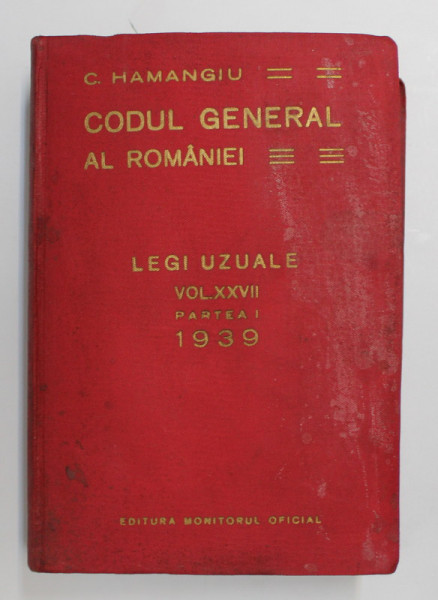 C. HAMANGIU
CODUL GENERAL
AL ROMÂNIEI
LEGI UZUALE
VOL.XXVII
PARTEA I
1939
EDITURA MONITORUL OFICIAL